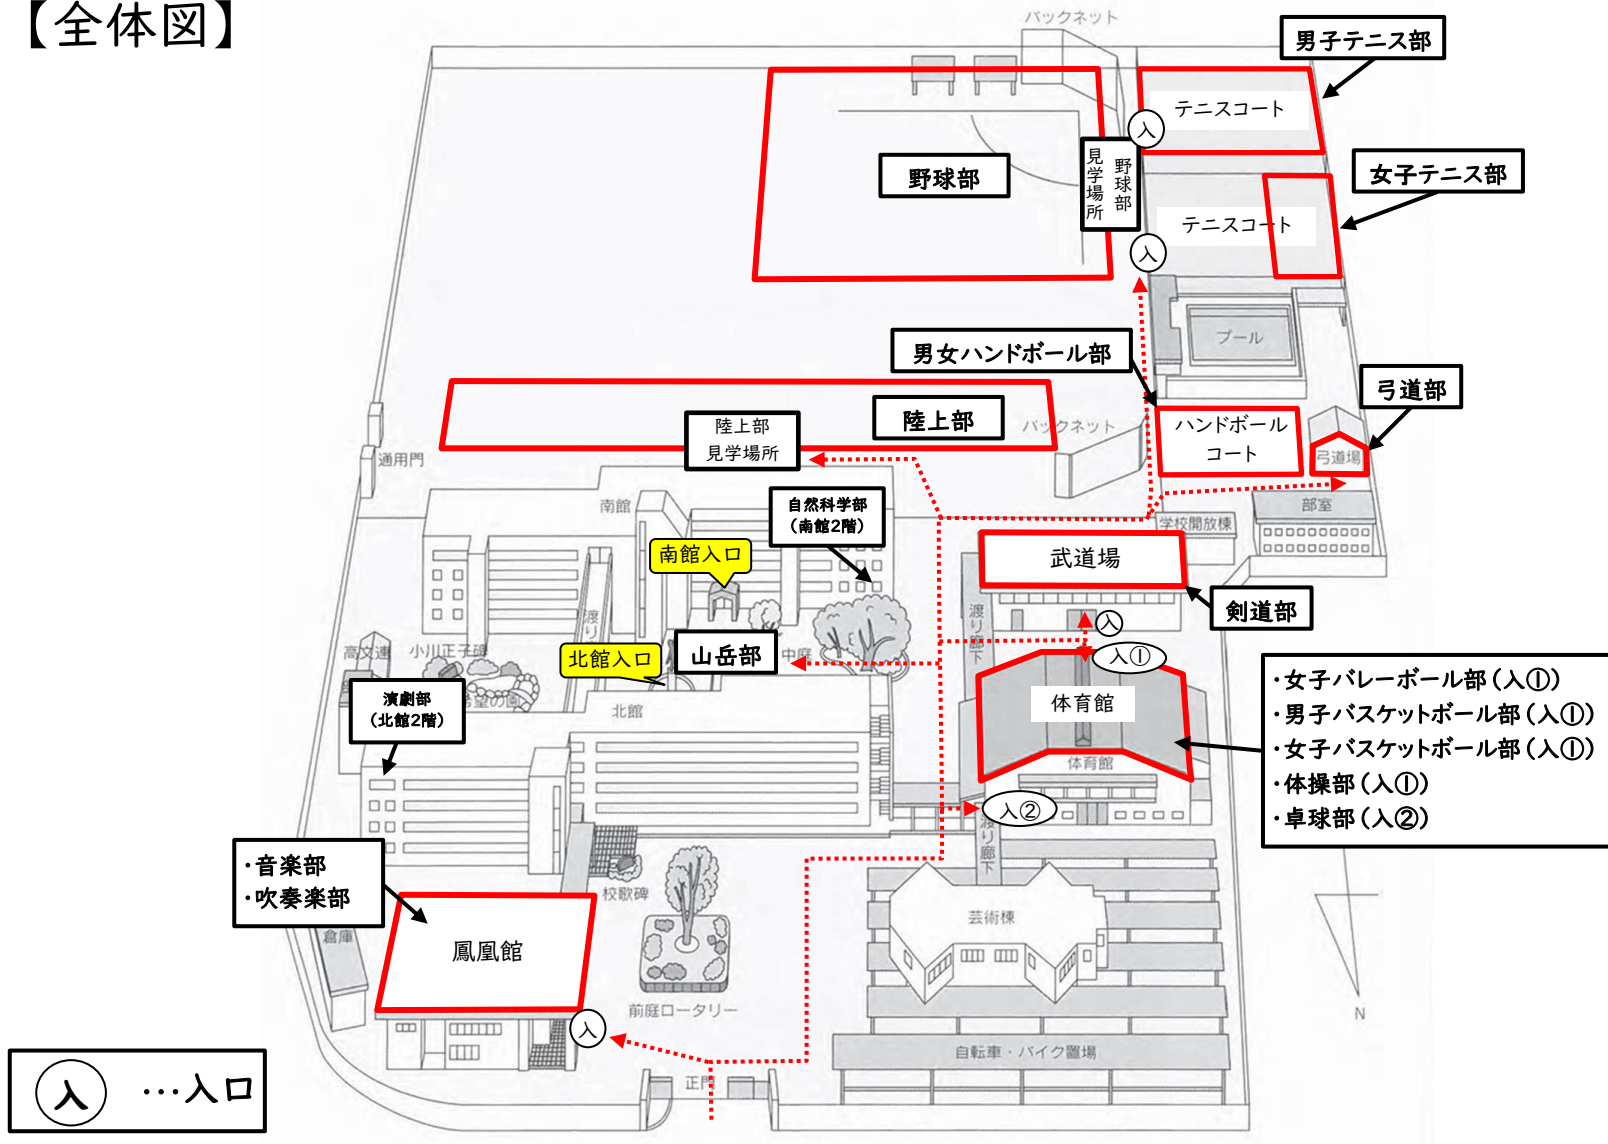 【全体図】
バックネット
男子テニス部
テニスコート
入
野球部
見学場所
野球部
女子テニス部
テニスコート
入
プール
男女ハンドボール部
弓道部
陸上部
陸上部
見学場所
バックネット
ハンドボール
コート
弓道場
通用門
南館
自然科学部
(南館2階)
部室
学校開放棟
南館入口
武道場
剣道部
渡り
渡り廊下
入
高文連
小川正子碑
北館入口
山岳部
中庭
入①
・女子バレーボール部(入①)
・男子バスケットボール部(入①)
・女子バスケットボール部(入①)
・体操部(入①)
・卓球部(入②)
演劇部
(北館2階)
希望の園
北館
体育館
体育館
入②
渡り廊下
・音楽部
・吹奏楽部
校歌碑
芸術棟
倉庫
鳳凰館
前庭ロータリー
入
N
自転車・バイク置場
正門
入 …入口